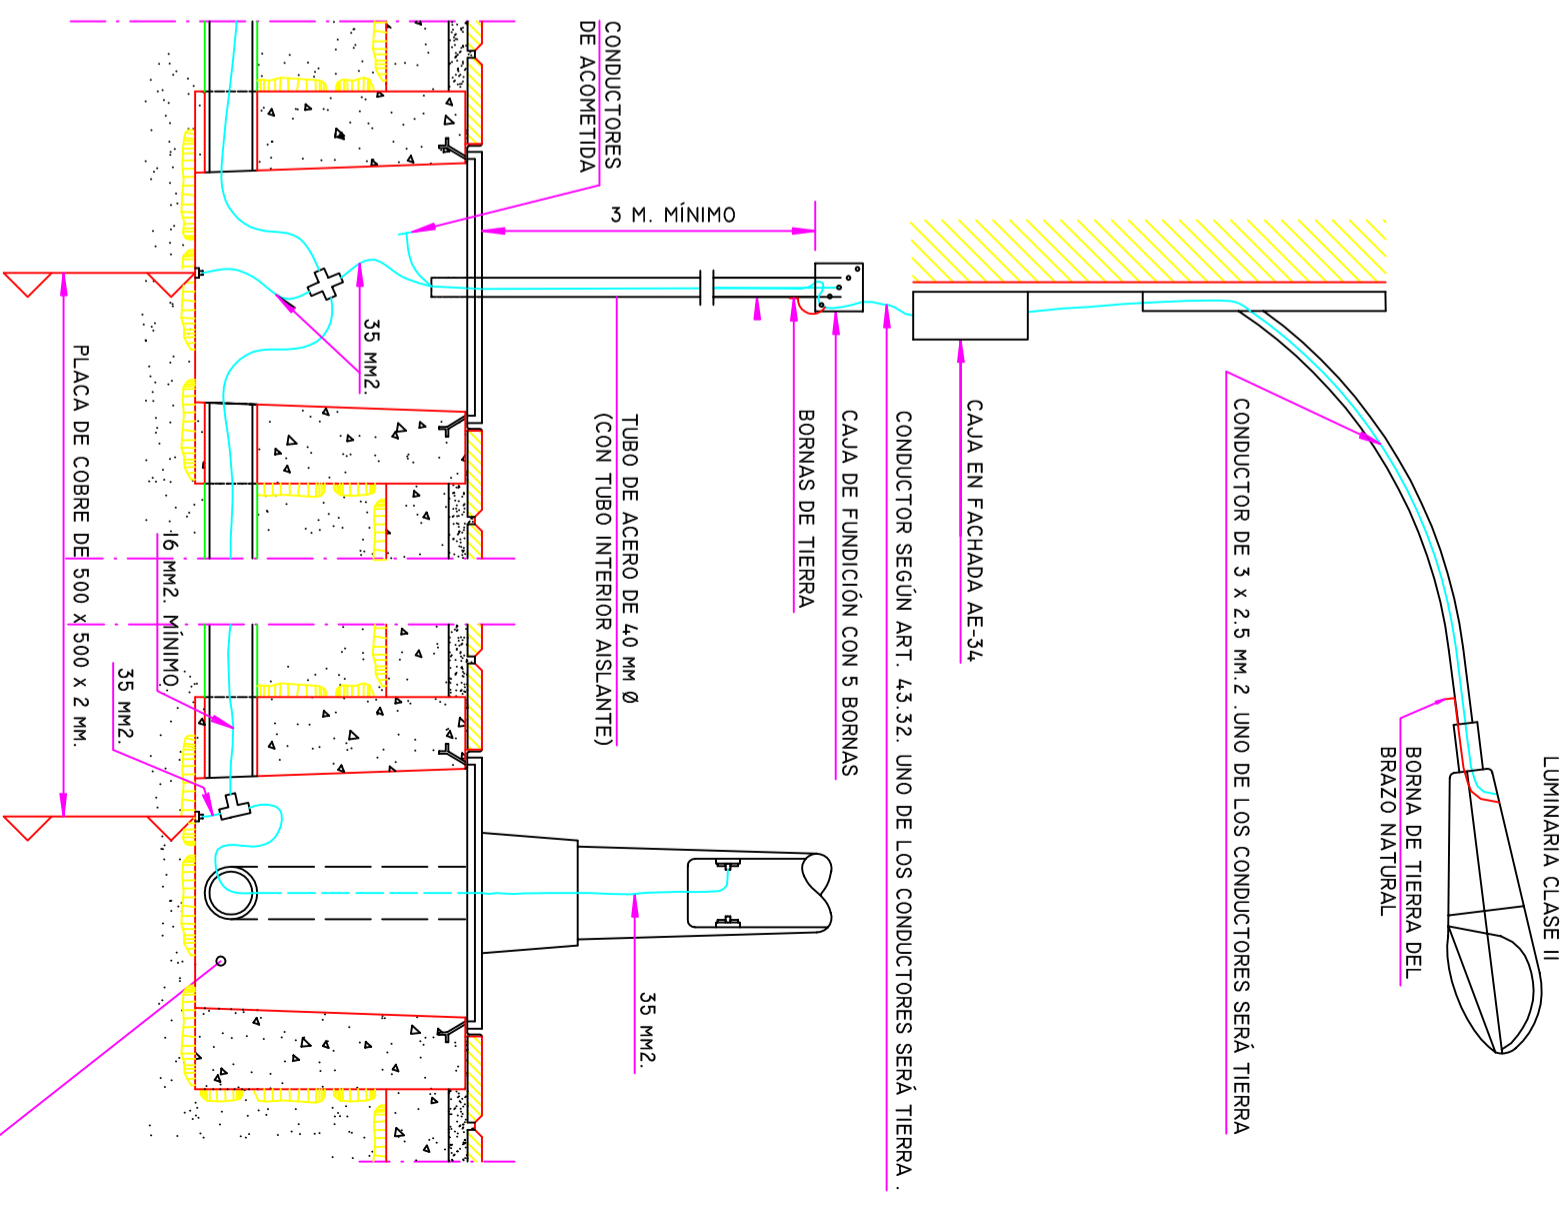 LUMINARIA CLASE II
BORNA DE TIERRA DEL
BRAZO NATURAL
CONDUCTOR DE 3 x 2.5 MM.2 .UNO DE LOS CONDUCTORES SERÁ TIERRA
CAJA EN FACHADA AE-34
CONDUCTOR SEGÚN ART. 43.32. UNO DE LOS CONDUCTORES SERÁ TIERRA .
CAJA DE FUNDICIÓN CON 5 BORNAS
BORNAS DE TIERRA
3 M. MÍNIMO
TUBO DE ACERO DE 40 MM Ø
(CON TUBO INTERIOR AISLANTE)
35 MM2.
CONDUCTORES
DE ACOMETIDA
35 MM2.
16 MM2. MÍNIMO
35 MM2.
PLACA DE COBRE DE 500 X 500 X 2 MM.